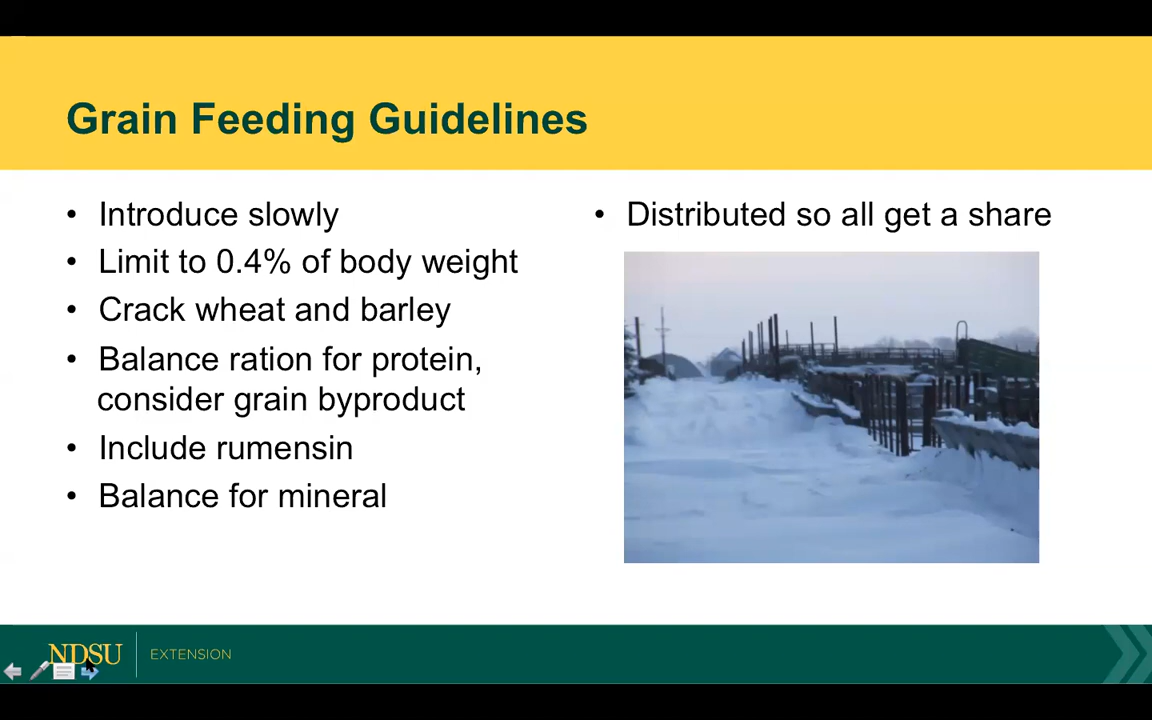 Grain Feeding Guidelines
• Introduce slowly
• Limit to 0.4% of body weight
• Crack wheat and barley
• Balance ration for protein,
consider grain byproduct
• Include rumensin
• Balance for mineral
• Distributed so all get a share
NDSU EXTENSION